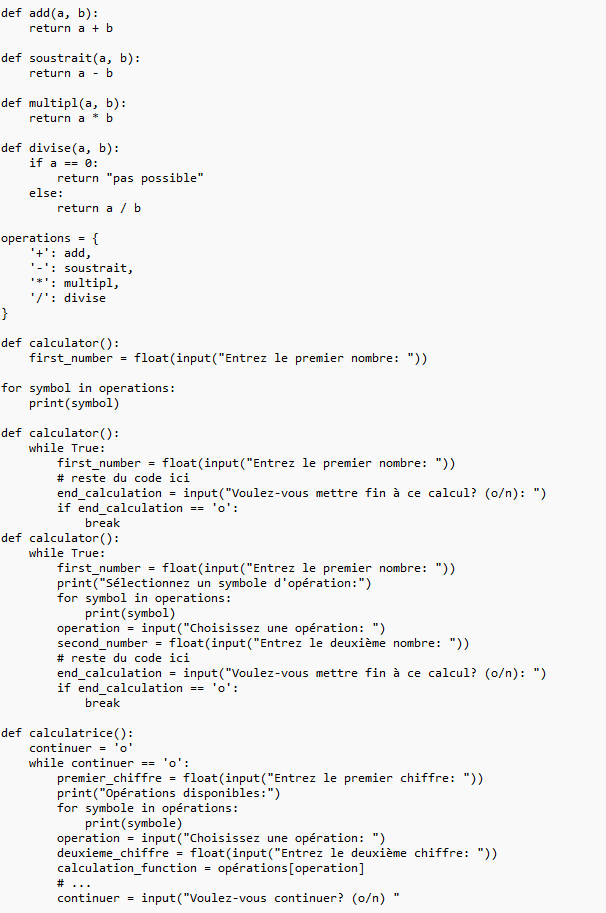 def add(a, b):
    return a + b

def soustrait(a, b):
    return a - b

def multipl(a, b):
    return a * b

def divise(a, b):
    if a == 0:
        return "pas possible"
    else:
        return a / b

operations = {
    '+': add,
    '-': soustrait,
    '*': multipl,
    '/': divise
}

def calculator():
    first_number = float(input("Entrez le premier nombre: "))

for symbol in operations:
    print(symbol)

def calculator():
    while True:
        first_number = float(input("Entrez le premier nombre: "))
        # reste du code ici
        end_calculation = input("Voulez-vous mettre fin à ce calcul? (o/n): ")
        if end_calculation == 'o':
            break
def calculator():
    while True:
        first_number = float(input("Entrez le premier nombre: "))
        print("Sélectionnez un symbole d'opération:")
        for symbol in operations:
            print(symbol)
        operation = input("Choisissez une opération: ")
        second_number = float(input("Entrez le deuxième nombre: "))
        # reste du code ici
        end_calculation = input("Voulez-vous mettre fin à ce calcul? (o/n): ")
        if end_calculation == 'o':
            break

def calculatrice():
    continuer = 'o'
    while continuer == 'o':
        premier_chiffre = float(input("Entrez le premier chiffre: "))
        print("Opérations disponibles:")
        for symbole in opérations:
            print(symbole)
        operation = input("Choisissez une opération: ")
        deuxieme_chiffre = float(input("Entrez le deuxième chiffre: "))
        calculation_function = opérations[operation]
        # ...
        continuer = input("Voulez-vous continuer? (o/n) "